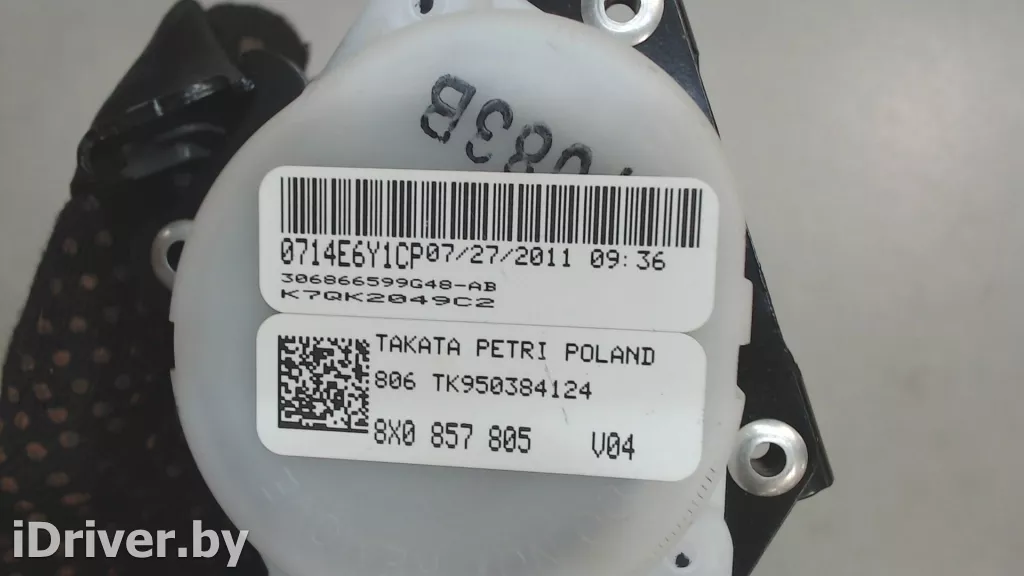 083B
0714E6Y1CP07/27/2011 09:36
306866599G48-AB
K7QK2049C2
TAKATA PETRI POLAND
806 TK950384124
8X0 857 805 V04
iDriver.by